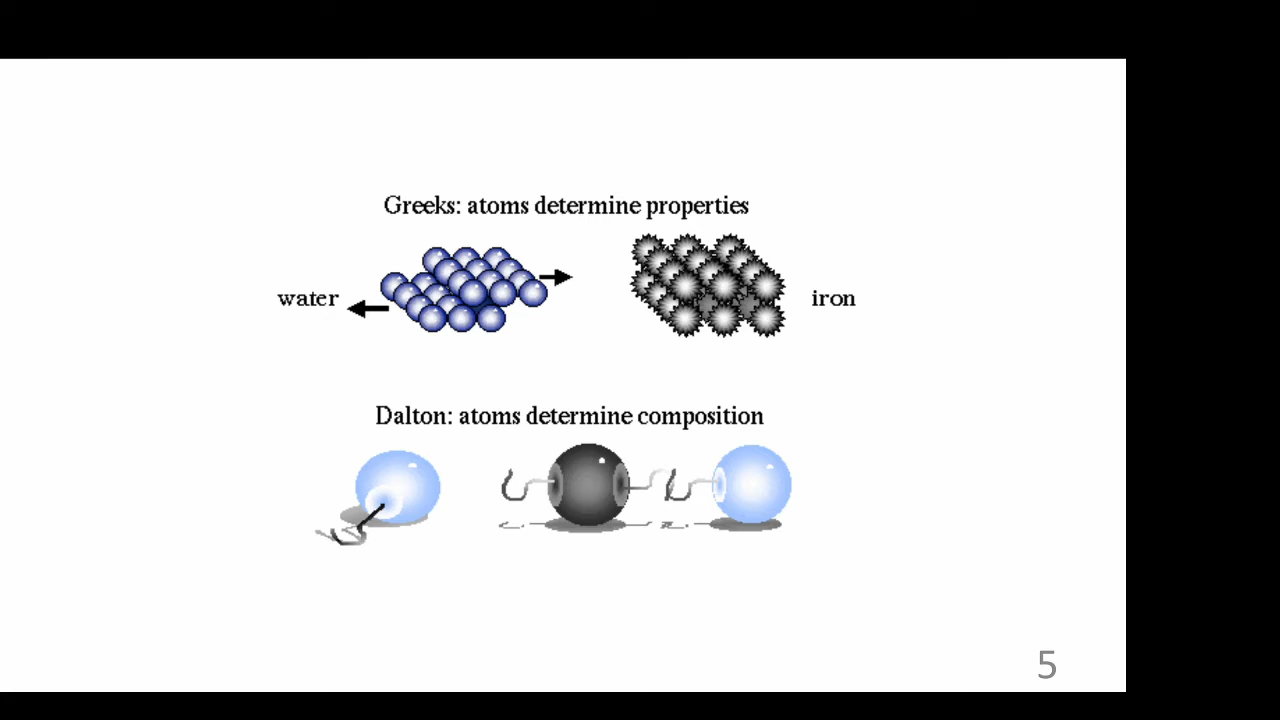 Greeks: atoms determine properties
water
iron
Dalton: atoms determine composition
5